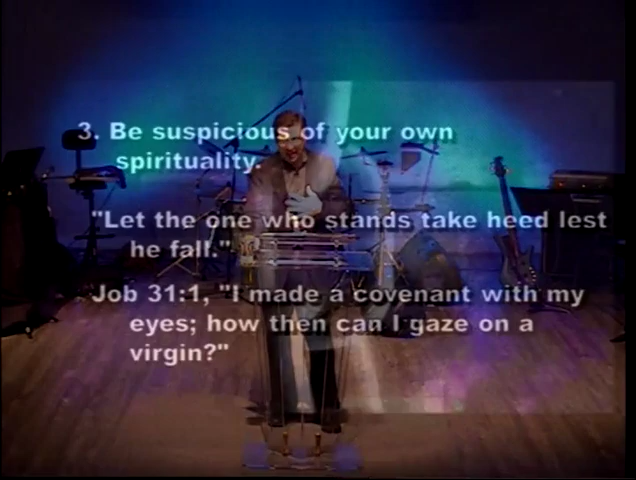 3. Be suspicious of your own
spirituality.
"Let the one who stands take heed lest
he fall."
Job 31:1, "I made a covenant with my
eyes; how then can I gaze on a
virgin?"